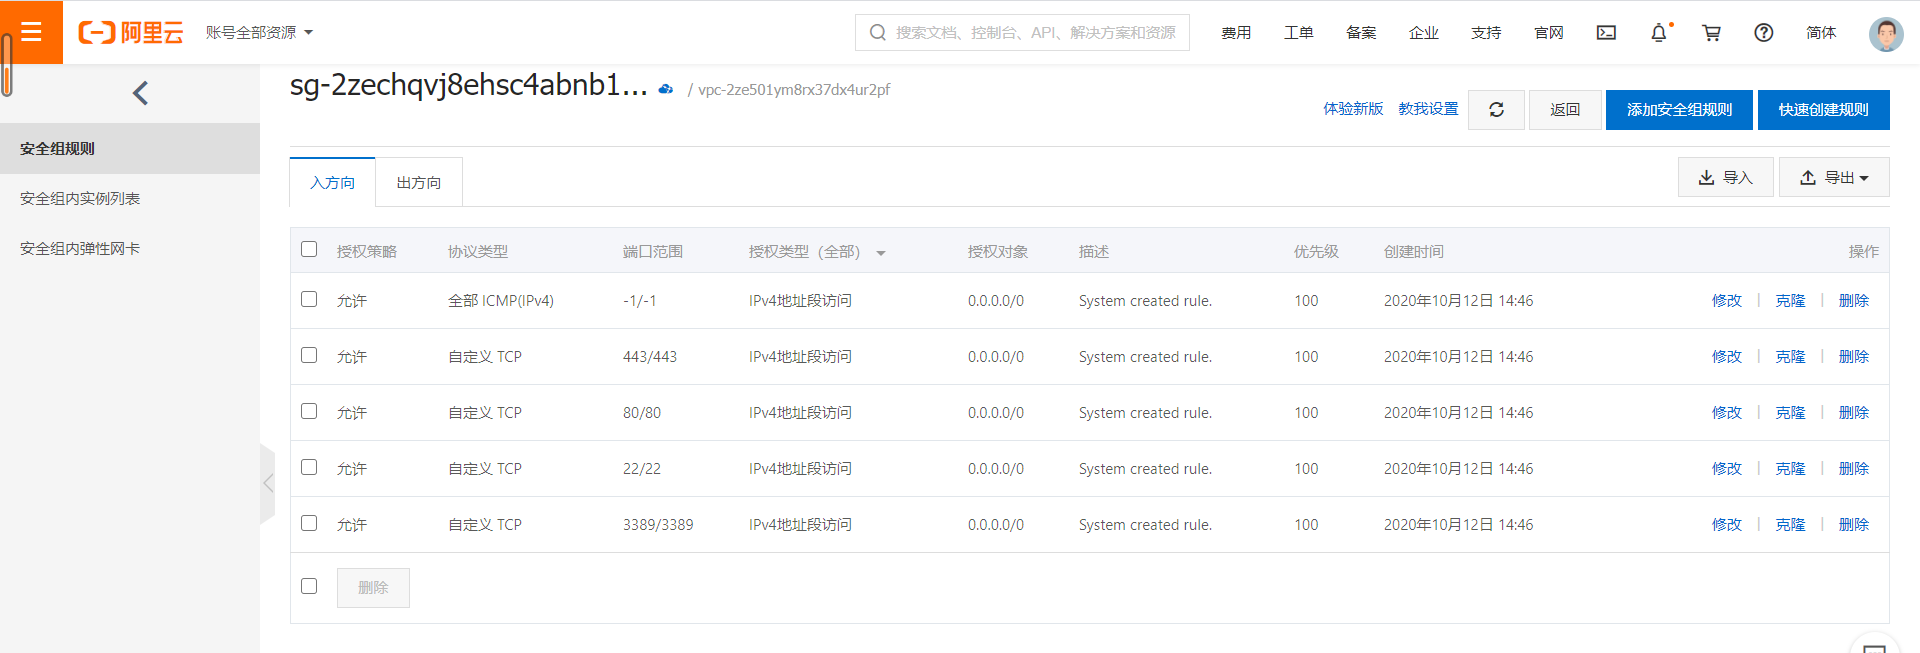 阿里云 账号全部资源 搜索文档、控制台、API、解决方案和资源 费用 工单 备案 企业 支持 官网 简体
sg-2zechqvj8ehsc4abnb1... / vpc-2ze501ym8rx37dx4ur2pf
体验新版 教我设置 返回 添加安全组规则 快速创建规则
安全组规则
安全组内实例列表
安全组内弹性网卡
入方向 出方向 导入 导出
授权策略 协议类型 端口范围 授权类型（全部） 授权对象 描述 优先级 创建时间 操作
允许 全部 ICMP(IPv4) -1/-1 IPv4地址段访问 0.0.0.0/0 System created rule. 100 2020年10月12日 14:46 修改 | 克隆 | 删除
允许 自定义 TCP 443/443 IPv4地址段访问 0.0.0.0/0 System created rule. 100 2020年10月12日 14:46 修改 | 克隆 | 删除
允许 自定义 TCP 80/80 IPv4地址段访问 0.0.0.0/0 System created rule. 100 2020年10月12日 14:46 修改 | 克隆 | 删除
允许 自定义 TCP 22/22 IPv4地址段访问 0.0.0.0/0 System created rule. 100 2020年10月12日 14:46 修改 | 克隆 | 删除
允许 自定义 TCP 3389/3389 IPv4地址段访问 0.0.0.0/0 System created rule. 100 2020年10月12日 14:46 修改 | 克隆 | 删除
删除